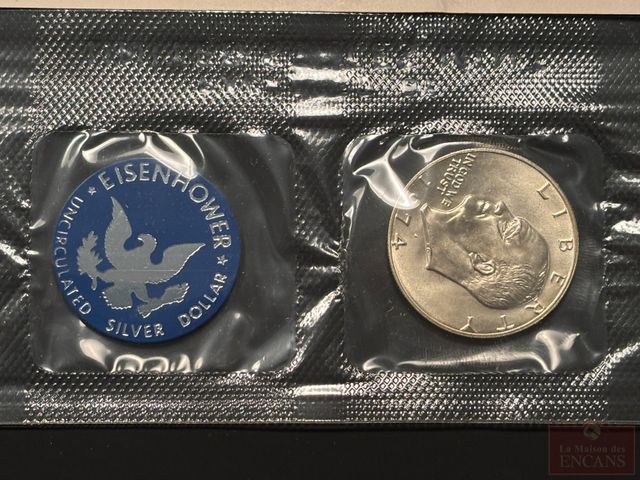 ★ EISENHOWER ★
UNCIRCULATED SILVER DOLLAR
LIBERTY
IN GOD WE
TRUST
1974
La Maison des
ENCANS